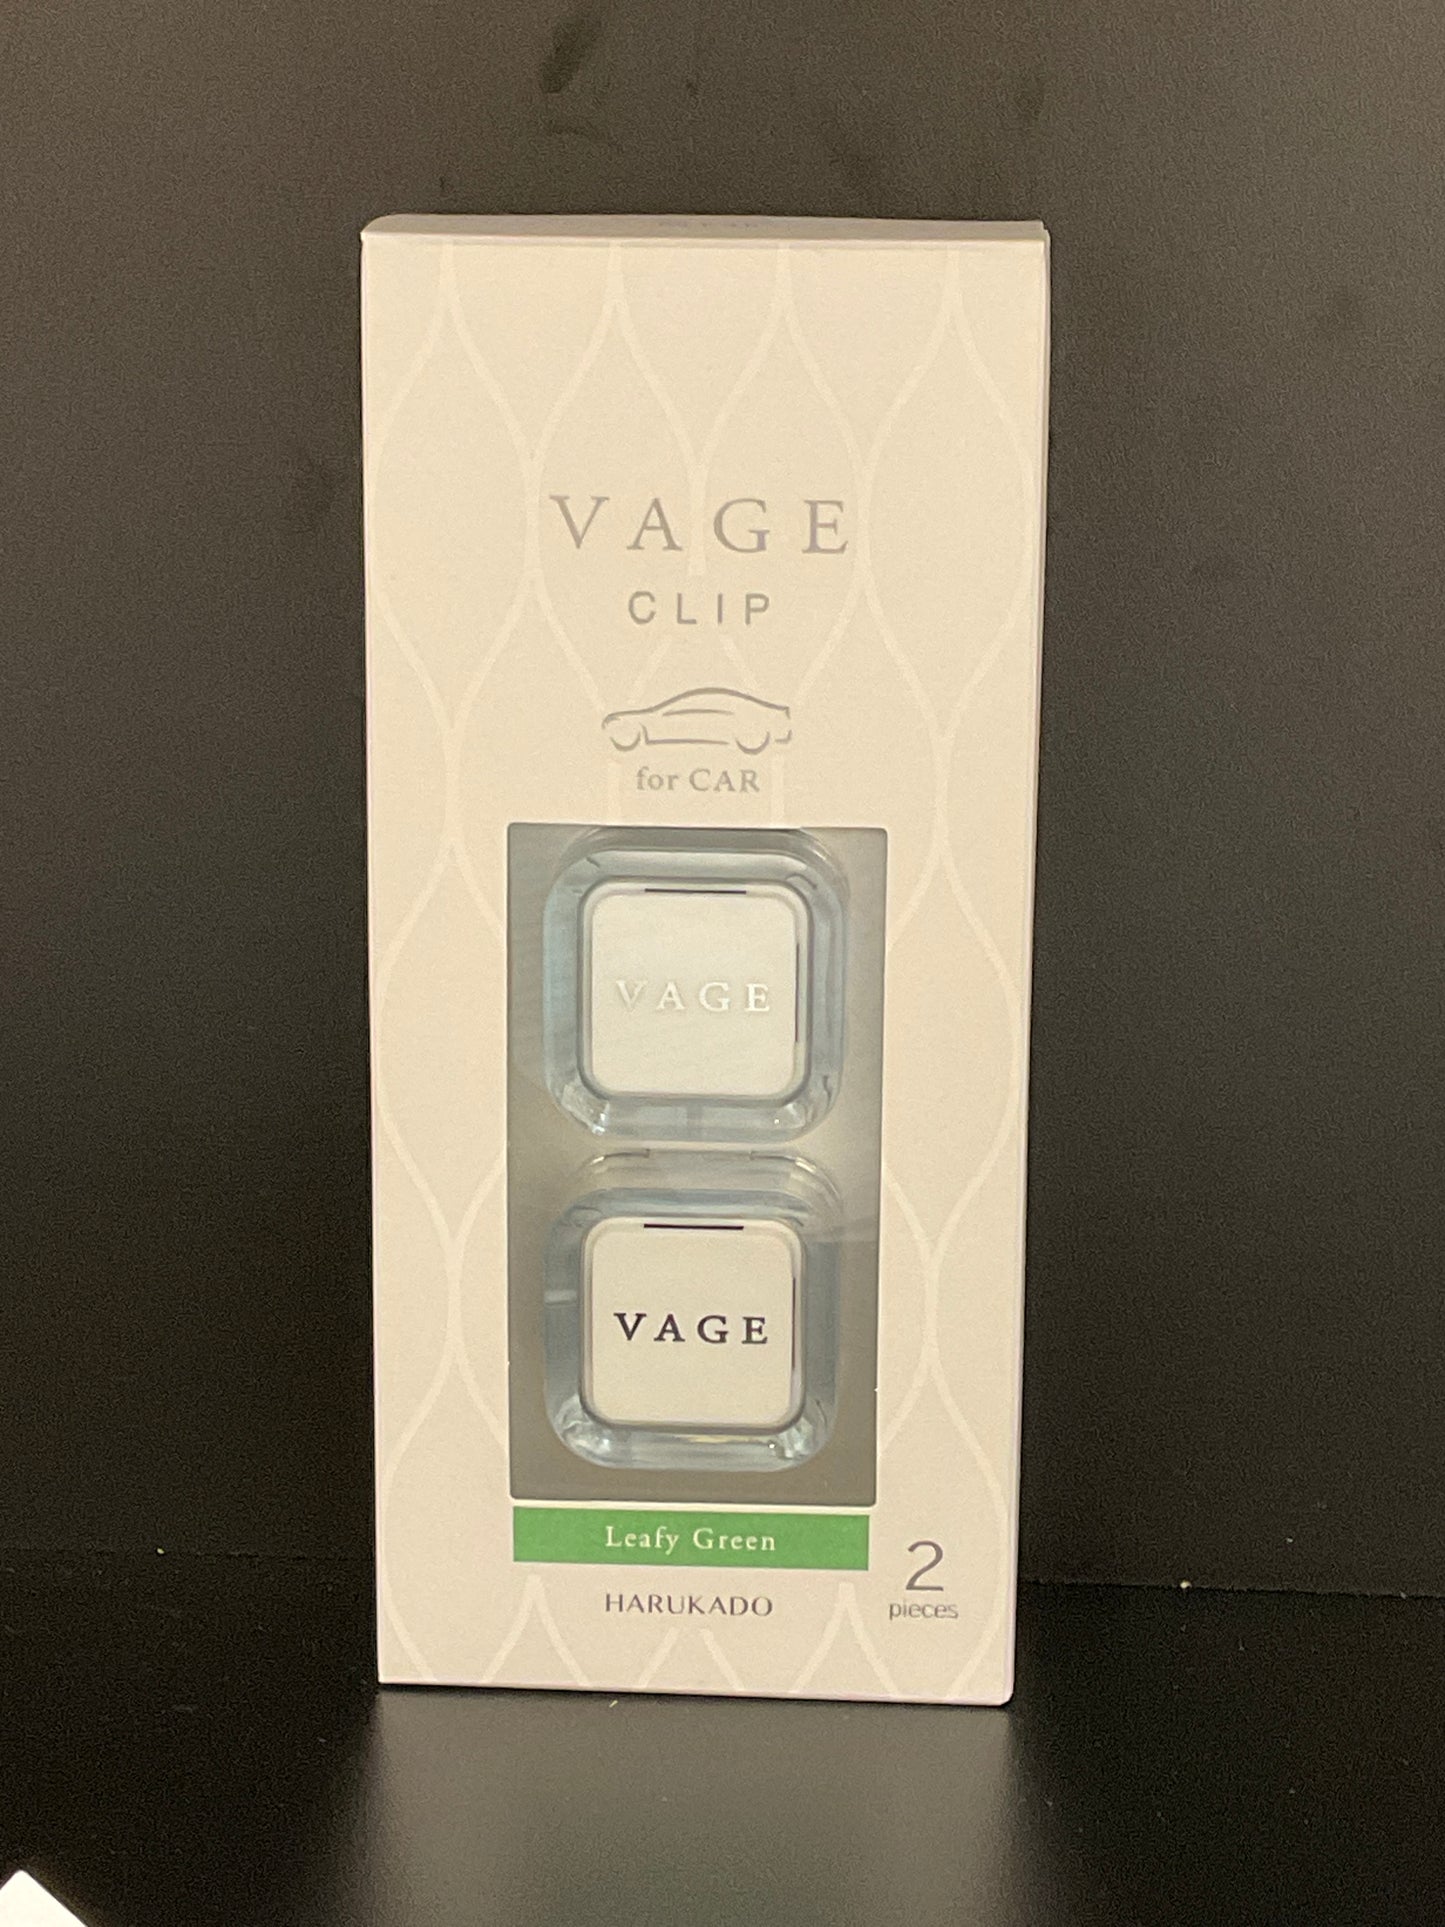 VAGE
CLIP
for CAR
VAGE
VAGE
Leafy Green
HARUKADO
2
pieces